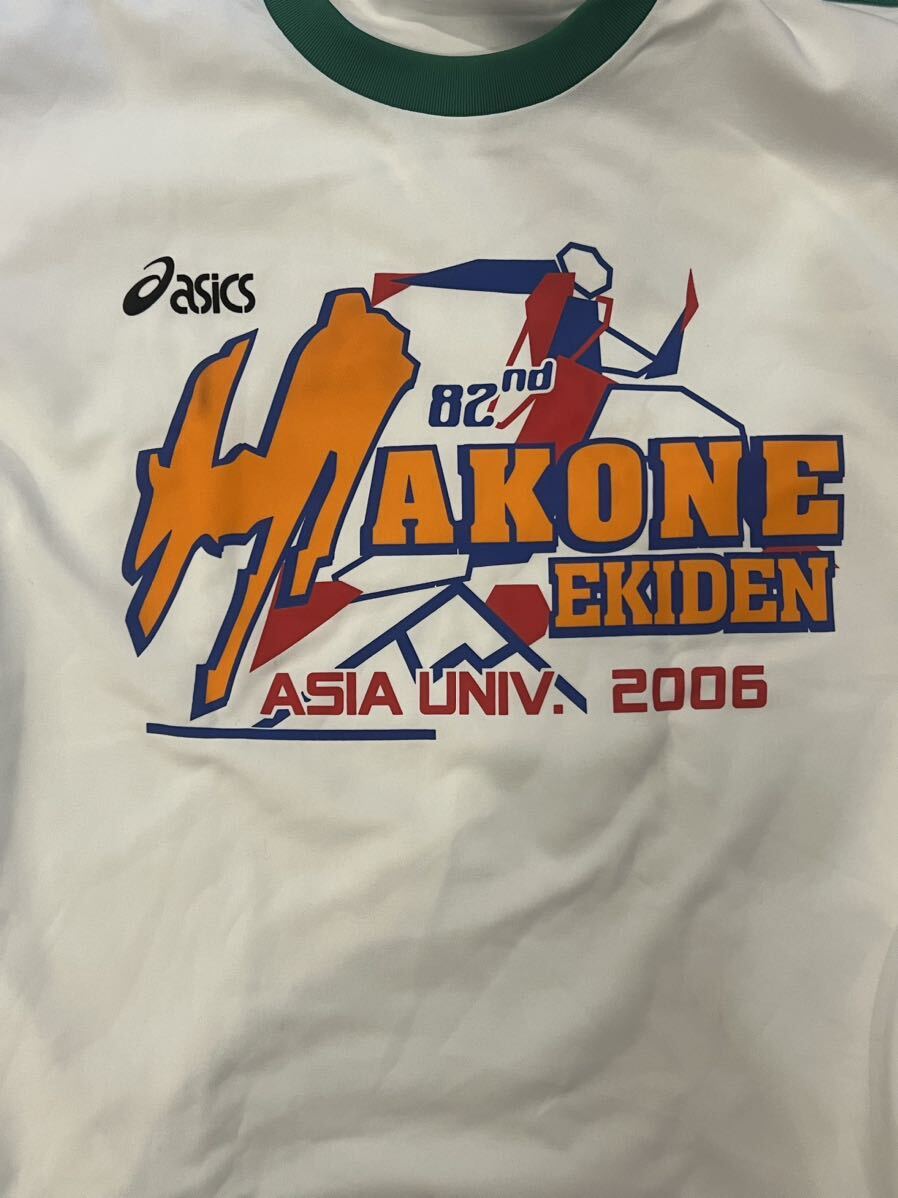 asics
82nd
HAKONE
EKIDEN
ASIA UNIV. 2006